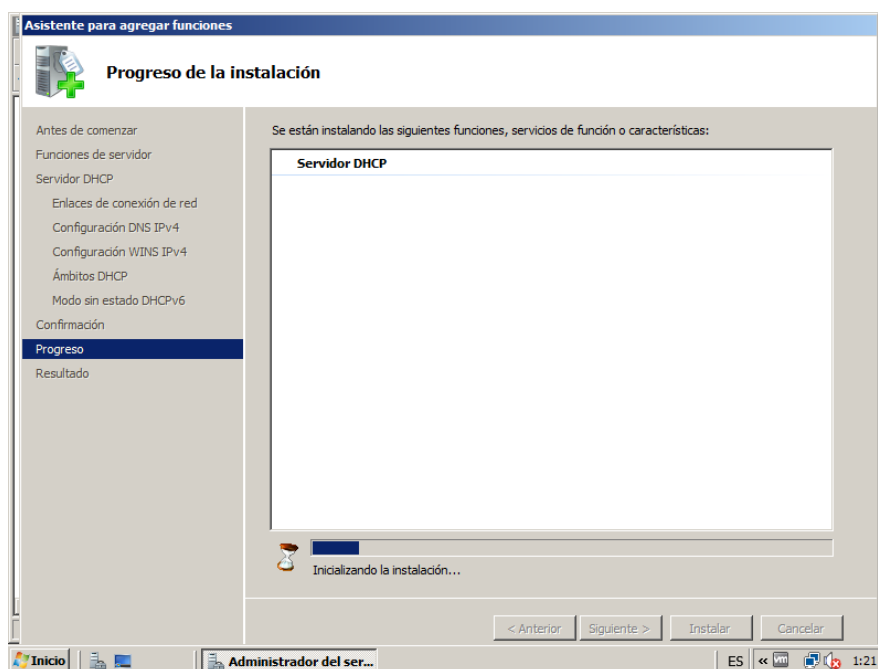 Asistente para agregar funciones
Progreso de la instalación
Antes de comenzar
Funciones de servidor
Servidor DHCP
Enlaces de conexión de red
Configuración DNS IPv4
Configuración WINS IPv4
Ámbitos DHCP
Modo sin estado DHCPv6
Confirmación
Progreso
Resultado
Se están instalando las siguientes funciones, servicios de función o características:
Servidor DHCP
Inicializando la instalación...
< Anterior
Siguiente >
Instalar
Cancelar
Inicio
Administrador del ser...
ES
«
vm
1:21